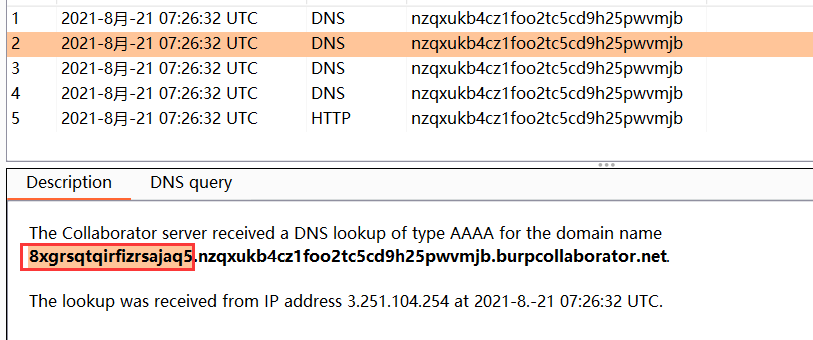 1 2021-8月-21 07:26:32 UTC DNS nzqxukb4cz1foo2tc5cd9h25pwvmjb
2 2021-8月-21 07:26:32 UTC DNS nzqxukb4cz1foo2tc5cd9h25pwvmjb
3 2021-8月-21 07:26:32 UTC DNS nzqxukb4cz1foo2tc5cd9h25pwvmjb
4 2021-8月-21 07:26:32 UTC DNS nzqxukb4cz1foo2tc5cd9h25pwvmjb
5 2021-8月-21 07:26:32 UTC HTTP nzqxukb4cz1foo2tc5cd9h25pwvmjb
Description DNS query
The Collaborator server received a DNS lookup of type AAAA for the domain name
8xgrsqtqirfizrsajaq5.nzqxukb4cz1foo2tc5cd9h25pwvmjb.burpcollaborator.net.
The lookup was received from IP address 3.251.104.254 at 2021-8.-21 07:26:32 UTC.